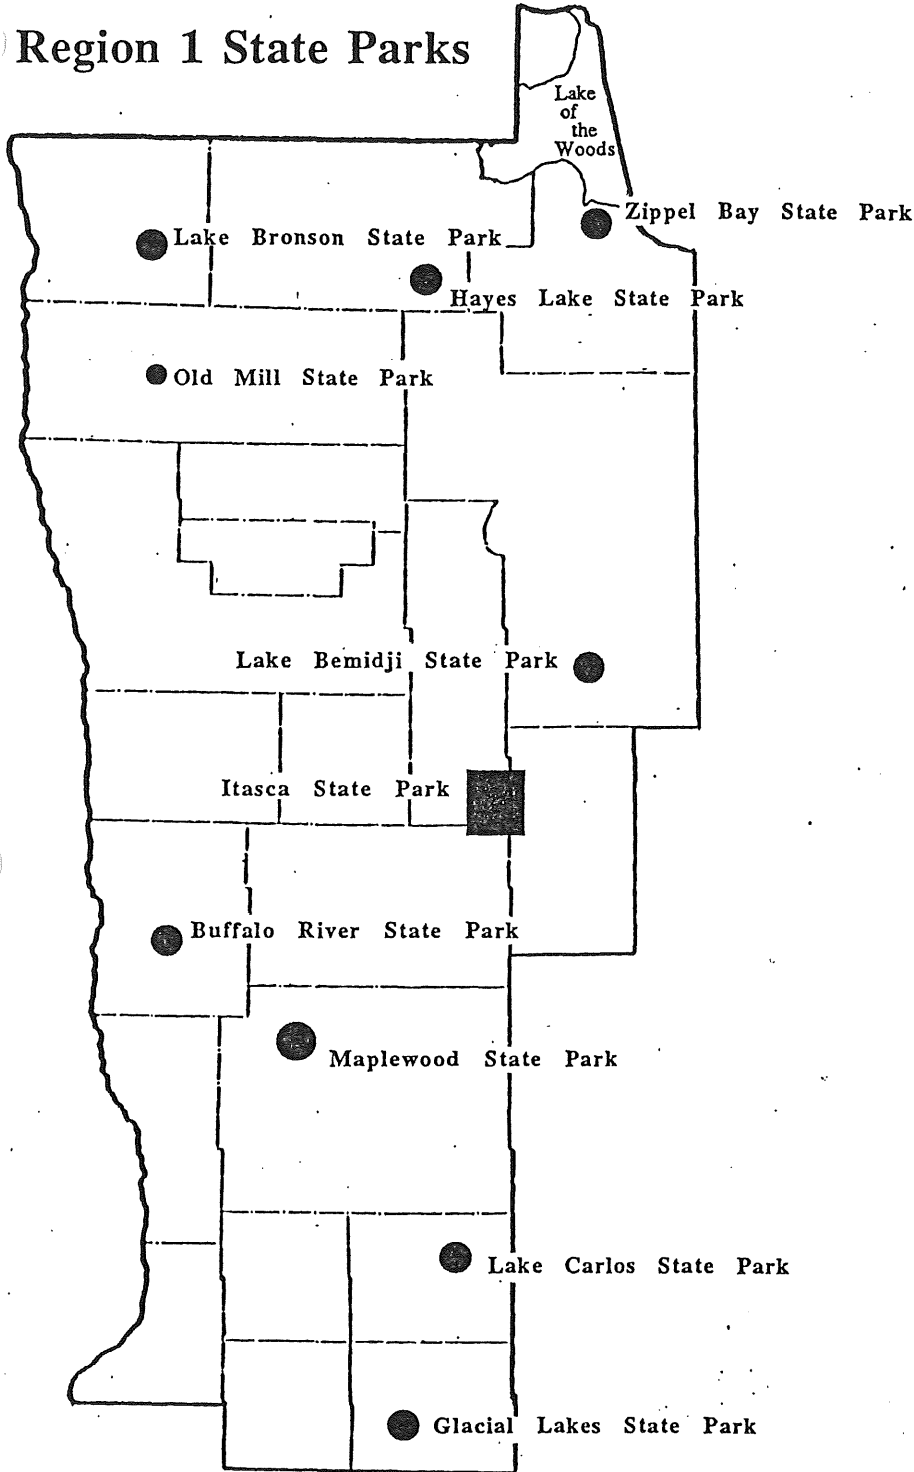 Region 1 State Parks
Lake
of
the
Woods
Zippel Bay State Park
Lake Bronson State Park
Hayes Lake State Park
Old Mill State Park
Lake Bemidji State Park
Itasca State Park
Buffalo River State Park
Maplewood State Park
Lake Carlos State Park
Glacial Lakes State Park